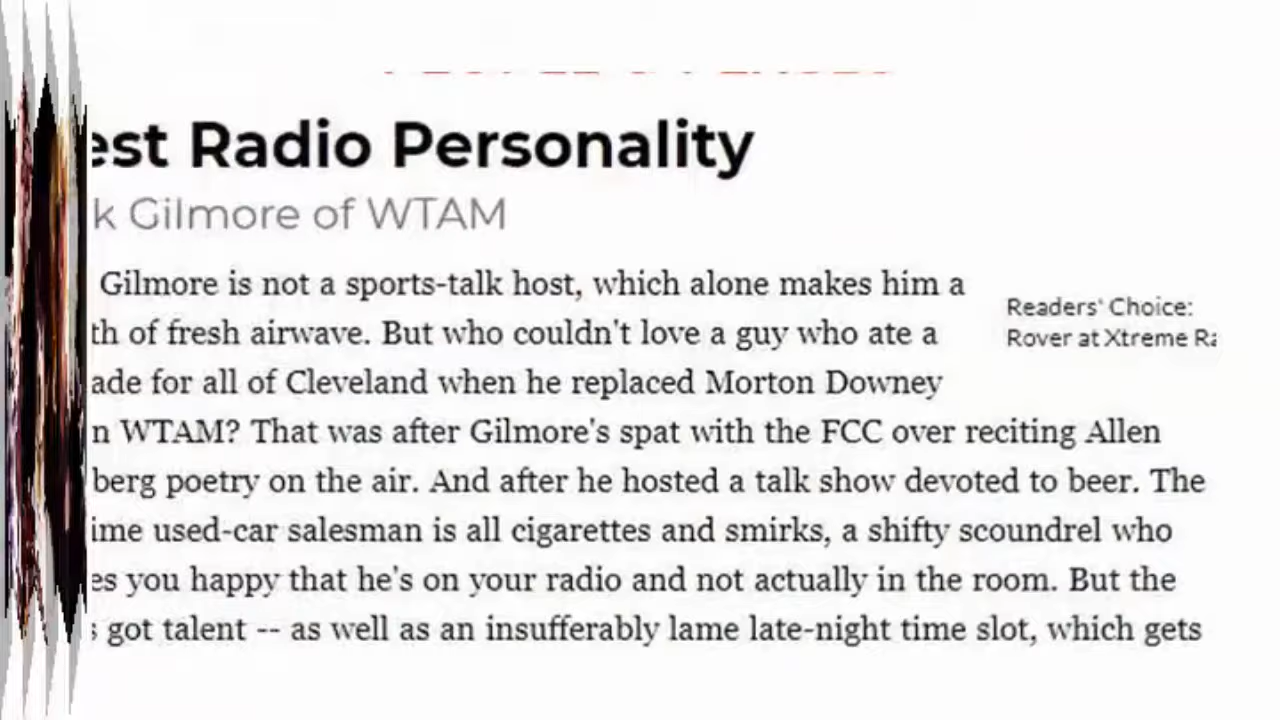 est Radio Personality
k Gilmore of WTAM
Gilmore is not a sports-talk host, which alone makes him a
th of fresh airwave. But who couldn't love a guy who ate a
ade for all of Cleveland when he replaced Morton Downey
n WTAM? That was after Gilmore's spat with the FCC over reciting Allen
berg poetry on the air. And after he hosted a talk show devoted to beer. The
ime used-car salesman is all cigarettes and smirks, a shifty scoundrel who
es you happy that he's on your radio and not actually in the room. But the
s got talent -- as well as an insufferably lame late-night time slot, which gets
Readers' Choice:
Rover at Xtreme Ra